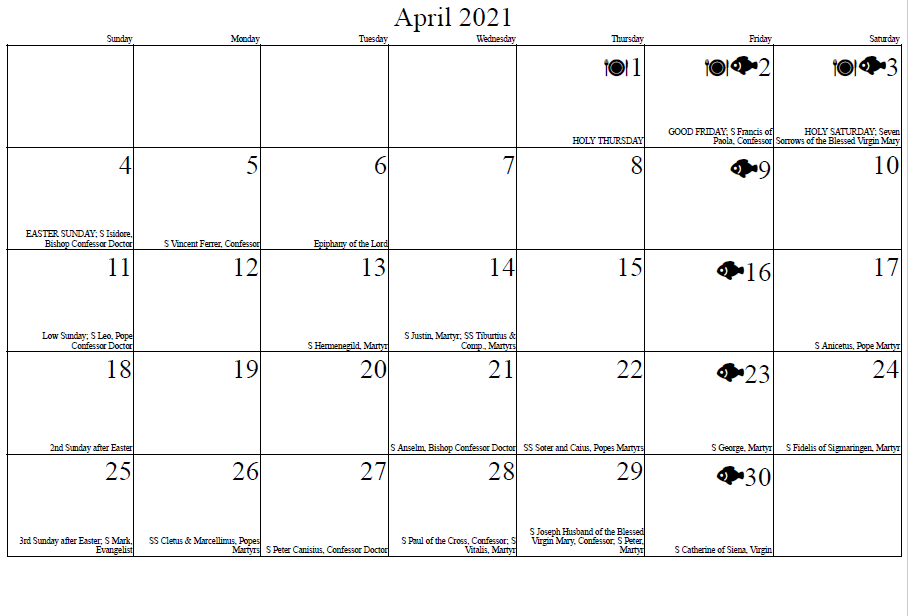 April 2021
Sunday Monday Tuesday Wednesday Thursday Friday Saturday
1 2 3
HOLY THURSDAY
GOOD FRIDAY; S Francis of
Paola, Confessor
HOLY SATURDAY; Seven
Sorrows of the Blessed Virgin Mary
4 5 6 7 8 9 10
EASTER SUNDAY; S Isidore,
Bishop Confessor Doctor
S Vincent Ferrer, Confessor
Epiphany of the Lord
11 12 13 14 15 16 17
Low Sunday; S Leo, Pope
Confessor Doctor
S Hermenegild, Martyr
S Justin, Martyr; SS Tiburtius &
Comp., Martyrs
S Anicetus, Pope Martyr
18 19 20 21 22 23 24
2nd Sunday after Easter
S Anselm, Bishop Confessor Doctor
SS Soter and Caius, Popes Martyrs
S George, Martyr
S Fidelis of Sigmaringen, Martyr
25 26 27 28 29 30
3rd Sunday after Easter; S Mark,
Evangelist
SS Cletus & Marcellinus, Popes
Martyrs
S Peter Canisius, Confessor Doctor
S Paul of the Cross, Confessor; S
Vitalis, Martyr
S Joseph Husband of the Blessed
Virgin Mary, Confessor; S Peter,
Martyr
S Catherine of Siena, Virgin